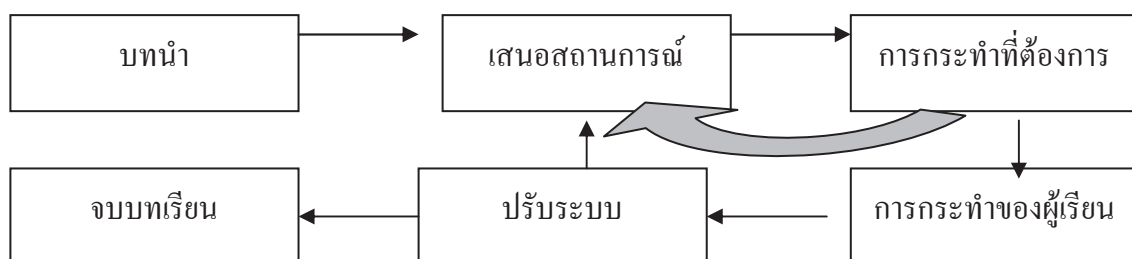 บทนำ
เสนอสถานการณ์
การกระทำที่ต้องการ
จบบทเรียน
ปรับระบบ
การกระทำของผู้เรียน